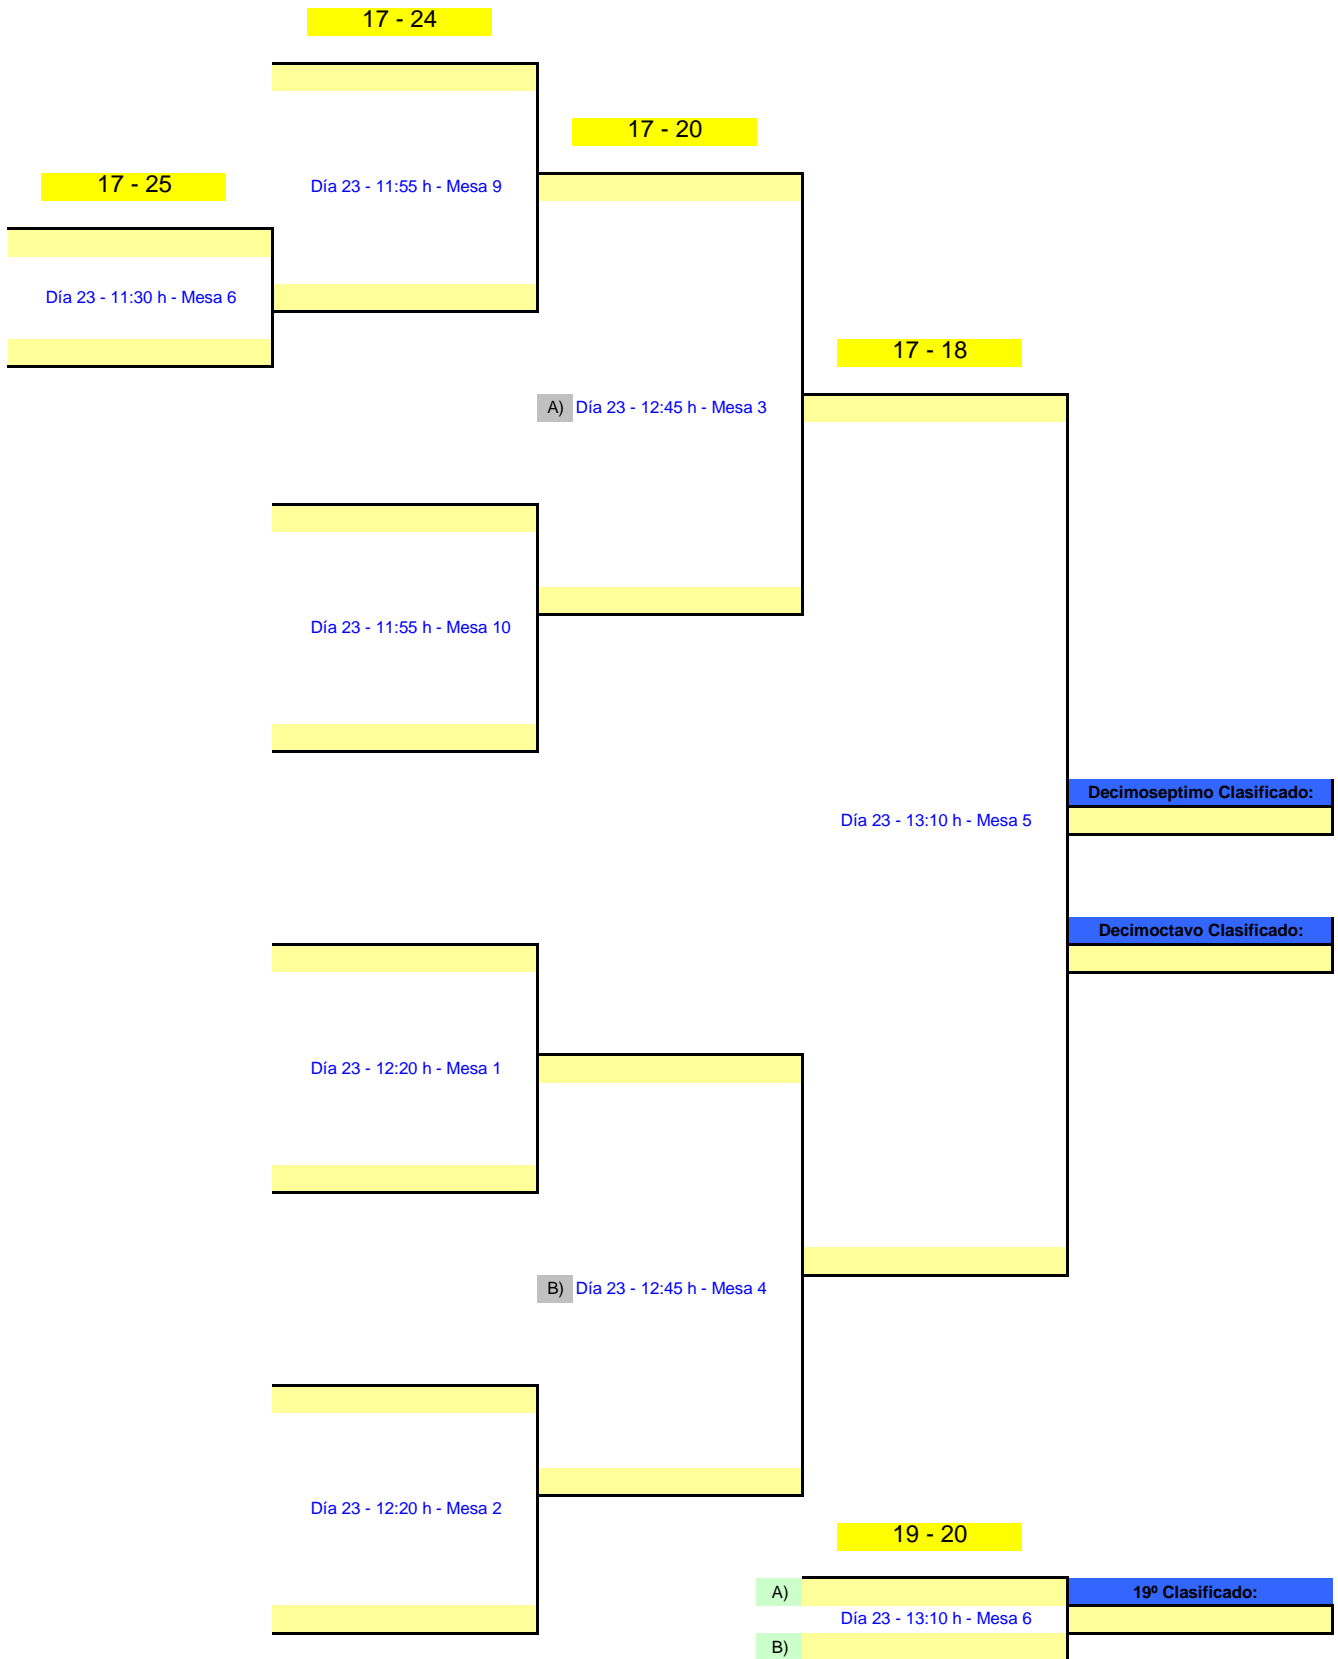 17 - 24
17 - 20
17 - 25
Día 23 - 11:55 h - Mesa 9
Día 23 - 11:30 h - Mesa 6
17 - 18
A) Día 23 - 12:45 h - Mesa 3
Día 23 - 11:55 h - Mesa 10
Decimoseptimo Clasificado:
Día 23 - 13:10 h - Mesa 5
Decimoctavo Clasificado:
Día 23 - 12:20 h - Mesa 1
B) Día 23 - 12:45 h - Mesa 4
Día 23 - 12:20 h - Mesa 2
19 - 20
A)
19º Clasificado:
Día 23 - 13:10 h - Mesa 6
B)